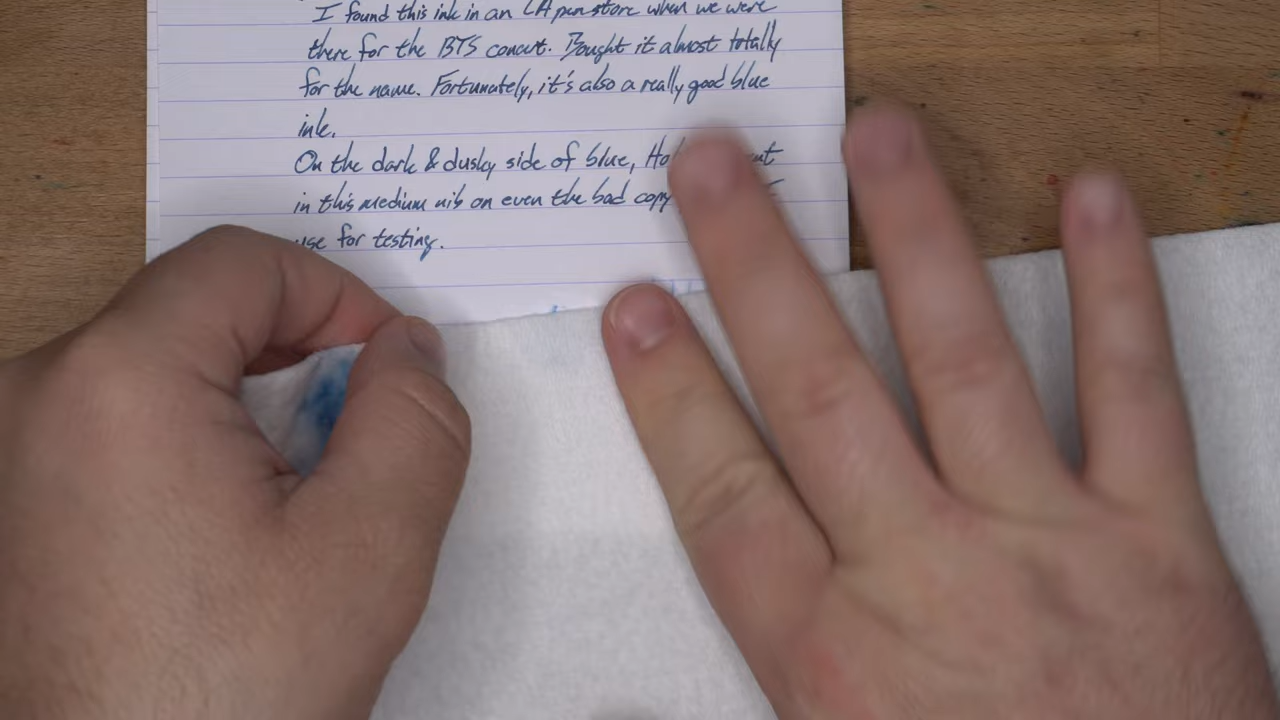 I found this ink in an LA pen store when we were
there for the BTS concert. Bought it almost totally
for the name. Fortunately, it's also a really good blue
ink.
On the dark & dusky side of blue,
in this medium nib on even the bad copy
use for testing.